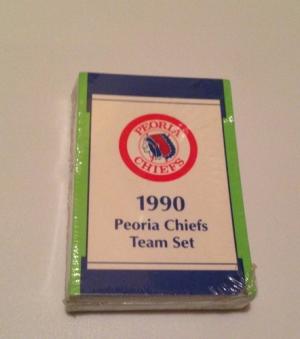 PEORIA
CHIEFS
1990
Peoria Chiefs
Team Set